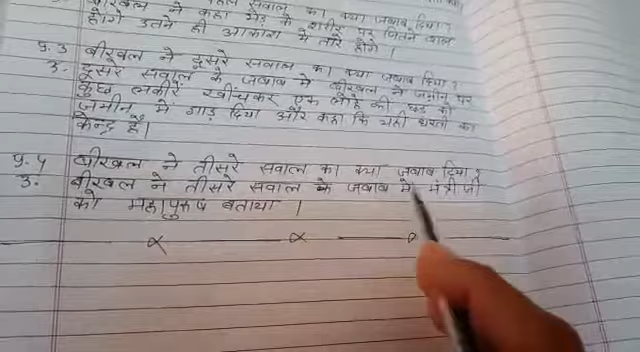 बीरबल ने कहा भेड़ के शरीर पर जितने बाल
होंगे उतने ही आकाश में तारे होंगे।
प्र.3 बीरबल ने दूसरे सवाल का क्या जवाब दिया?
उ. दूसरे सवाल के जवाब में बीरबल ने जमीन पर
कुछ लकीरें खींचकर एक लोहे की छड़ को
जमीन में गाड़ दिया और कहा कि यही धरती का
केन्द्र है।
प्र.4 बीरबल ने तीसरे सवाल का क्या जवाब दिया?
उ. बीरबल ने तीसरे सवाल के जवाब में मंत्री जी
को महापुरुष बताया।